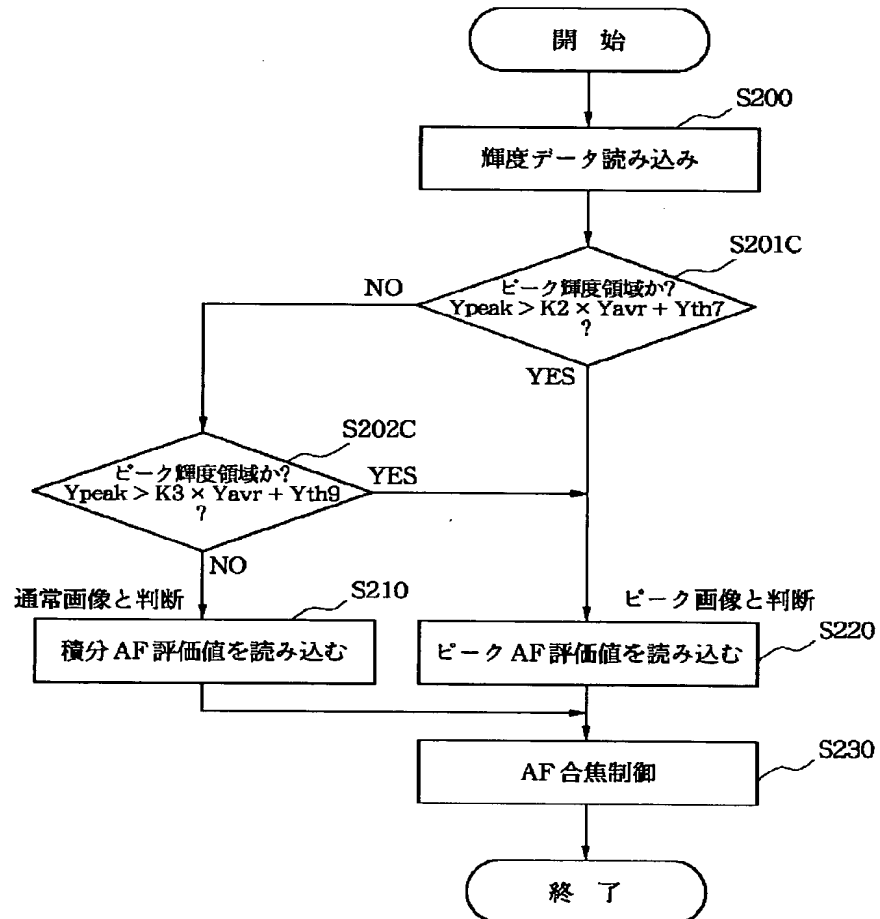 開 始
S200
輝度データ読み込み
S201C
ピーク輝度領域か?
Ypeak > K2 × Yavr + Yth7
?
NO
YES
S202C
ピーク輝度領域か?
Ypeak > K3 × Yavr + Yth9
?
YES
NO
通常画像と判断
S210
積分 AF 評価値を読み込む
ピーク画像と判断
S220
ピーク AF 評価値を読み込む
S230
AF 合焦制御
終 了